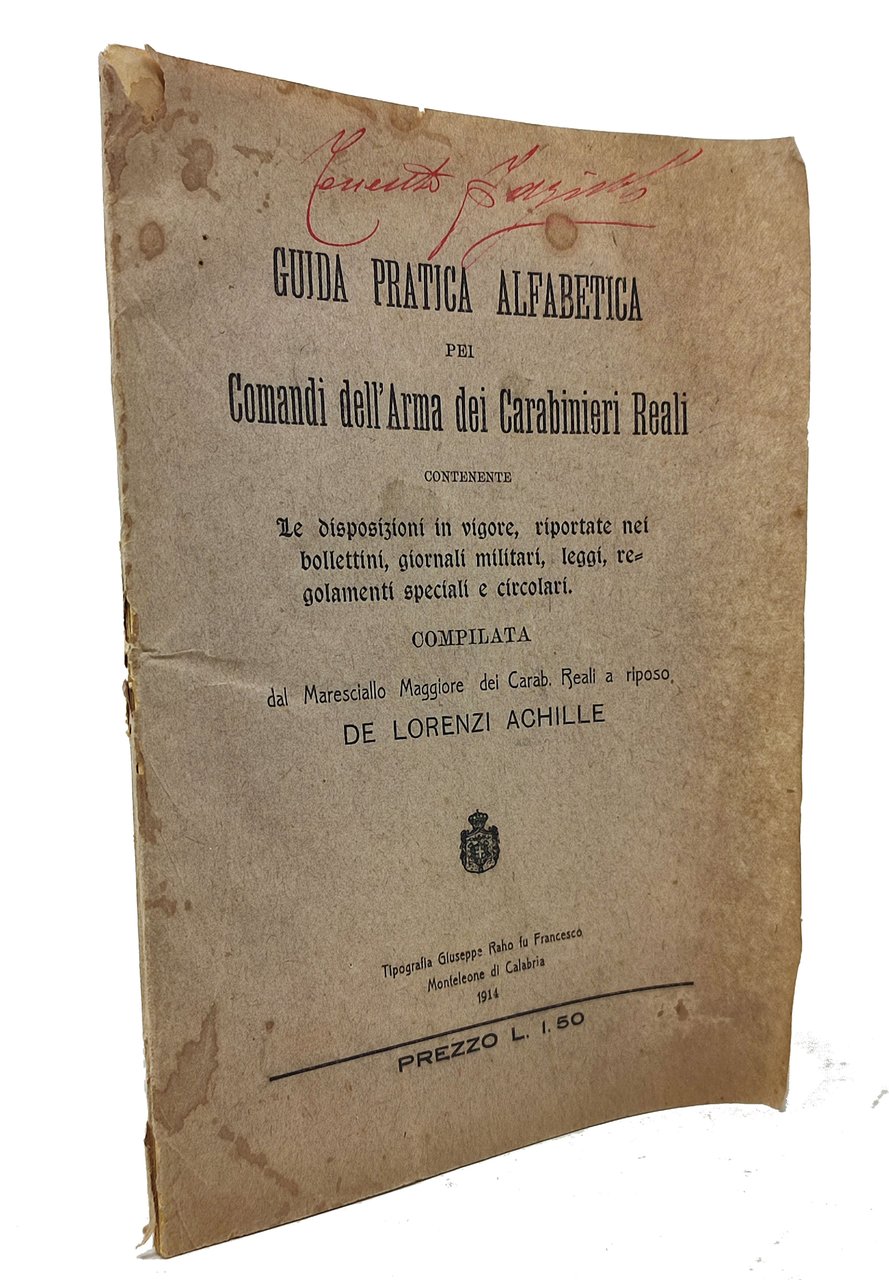 Tenente
GUIDA PRATICA ALFABETICA
PEI
Comandi dell'Arma dei Carabinieri Reali
CONTENENTE
Le disposizioni in vigore, riportate nei
bollettini, giornali militari, leggi, re=
golamenti speciali e circolari.
COMPILATA
dal Maresciallo Maggiore dei Carab. Reali a riposo
DE LORENZI ACHILLE
Tipografia Giuseppe Raho fu Francesco
Monteleone di Calabria
1914
PREZZO L. 1.50